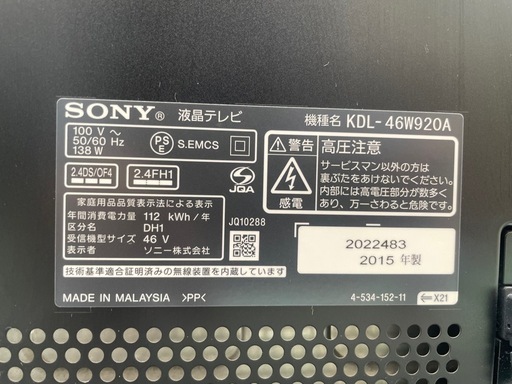 SONY® 液晶テレビ
機種名 KDL-46W920A
100 V ~
50/60 Hz
138 W
PS
E
S.EMCS
2.4DS/OF4
2.4FH1
JQA
JQ10288
家庭用品品質表示法による表示
年間消費電力量 112 kWh/年
区分名 DH1
受信機型サイズ 46 V
表示者 ソニー株式会社
技術基準適合証明済みの無線装置を内蔵しています
MADE IN MALAYSIA >PP<
警告
感電
高圧注意
サービスマン以外の方は
裏ぶたをあけないでください。
内部には高電圧部分が数多く
あり、万一さわると危険です。
2022483
2015 年製
4-534-152-11
X21